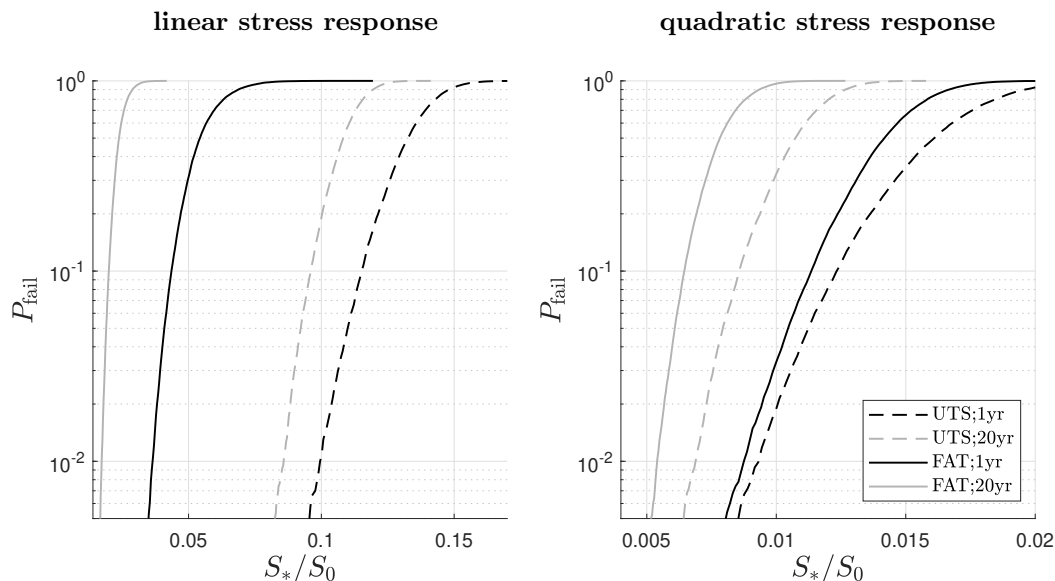 linear stress response
quadratic stress response
10^0
10^-1
10^-2
P_fail
0.05
0.1
0.15
S_*/S_0
10^0
10^-1
10^-2
P_fail
0.005
0.01
0.015
0.02
S_*/S_0
UTS;1yr
UTS;20yr
FAT;1yr
FAT;20yr